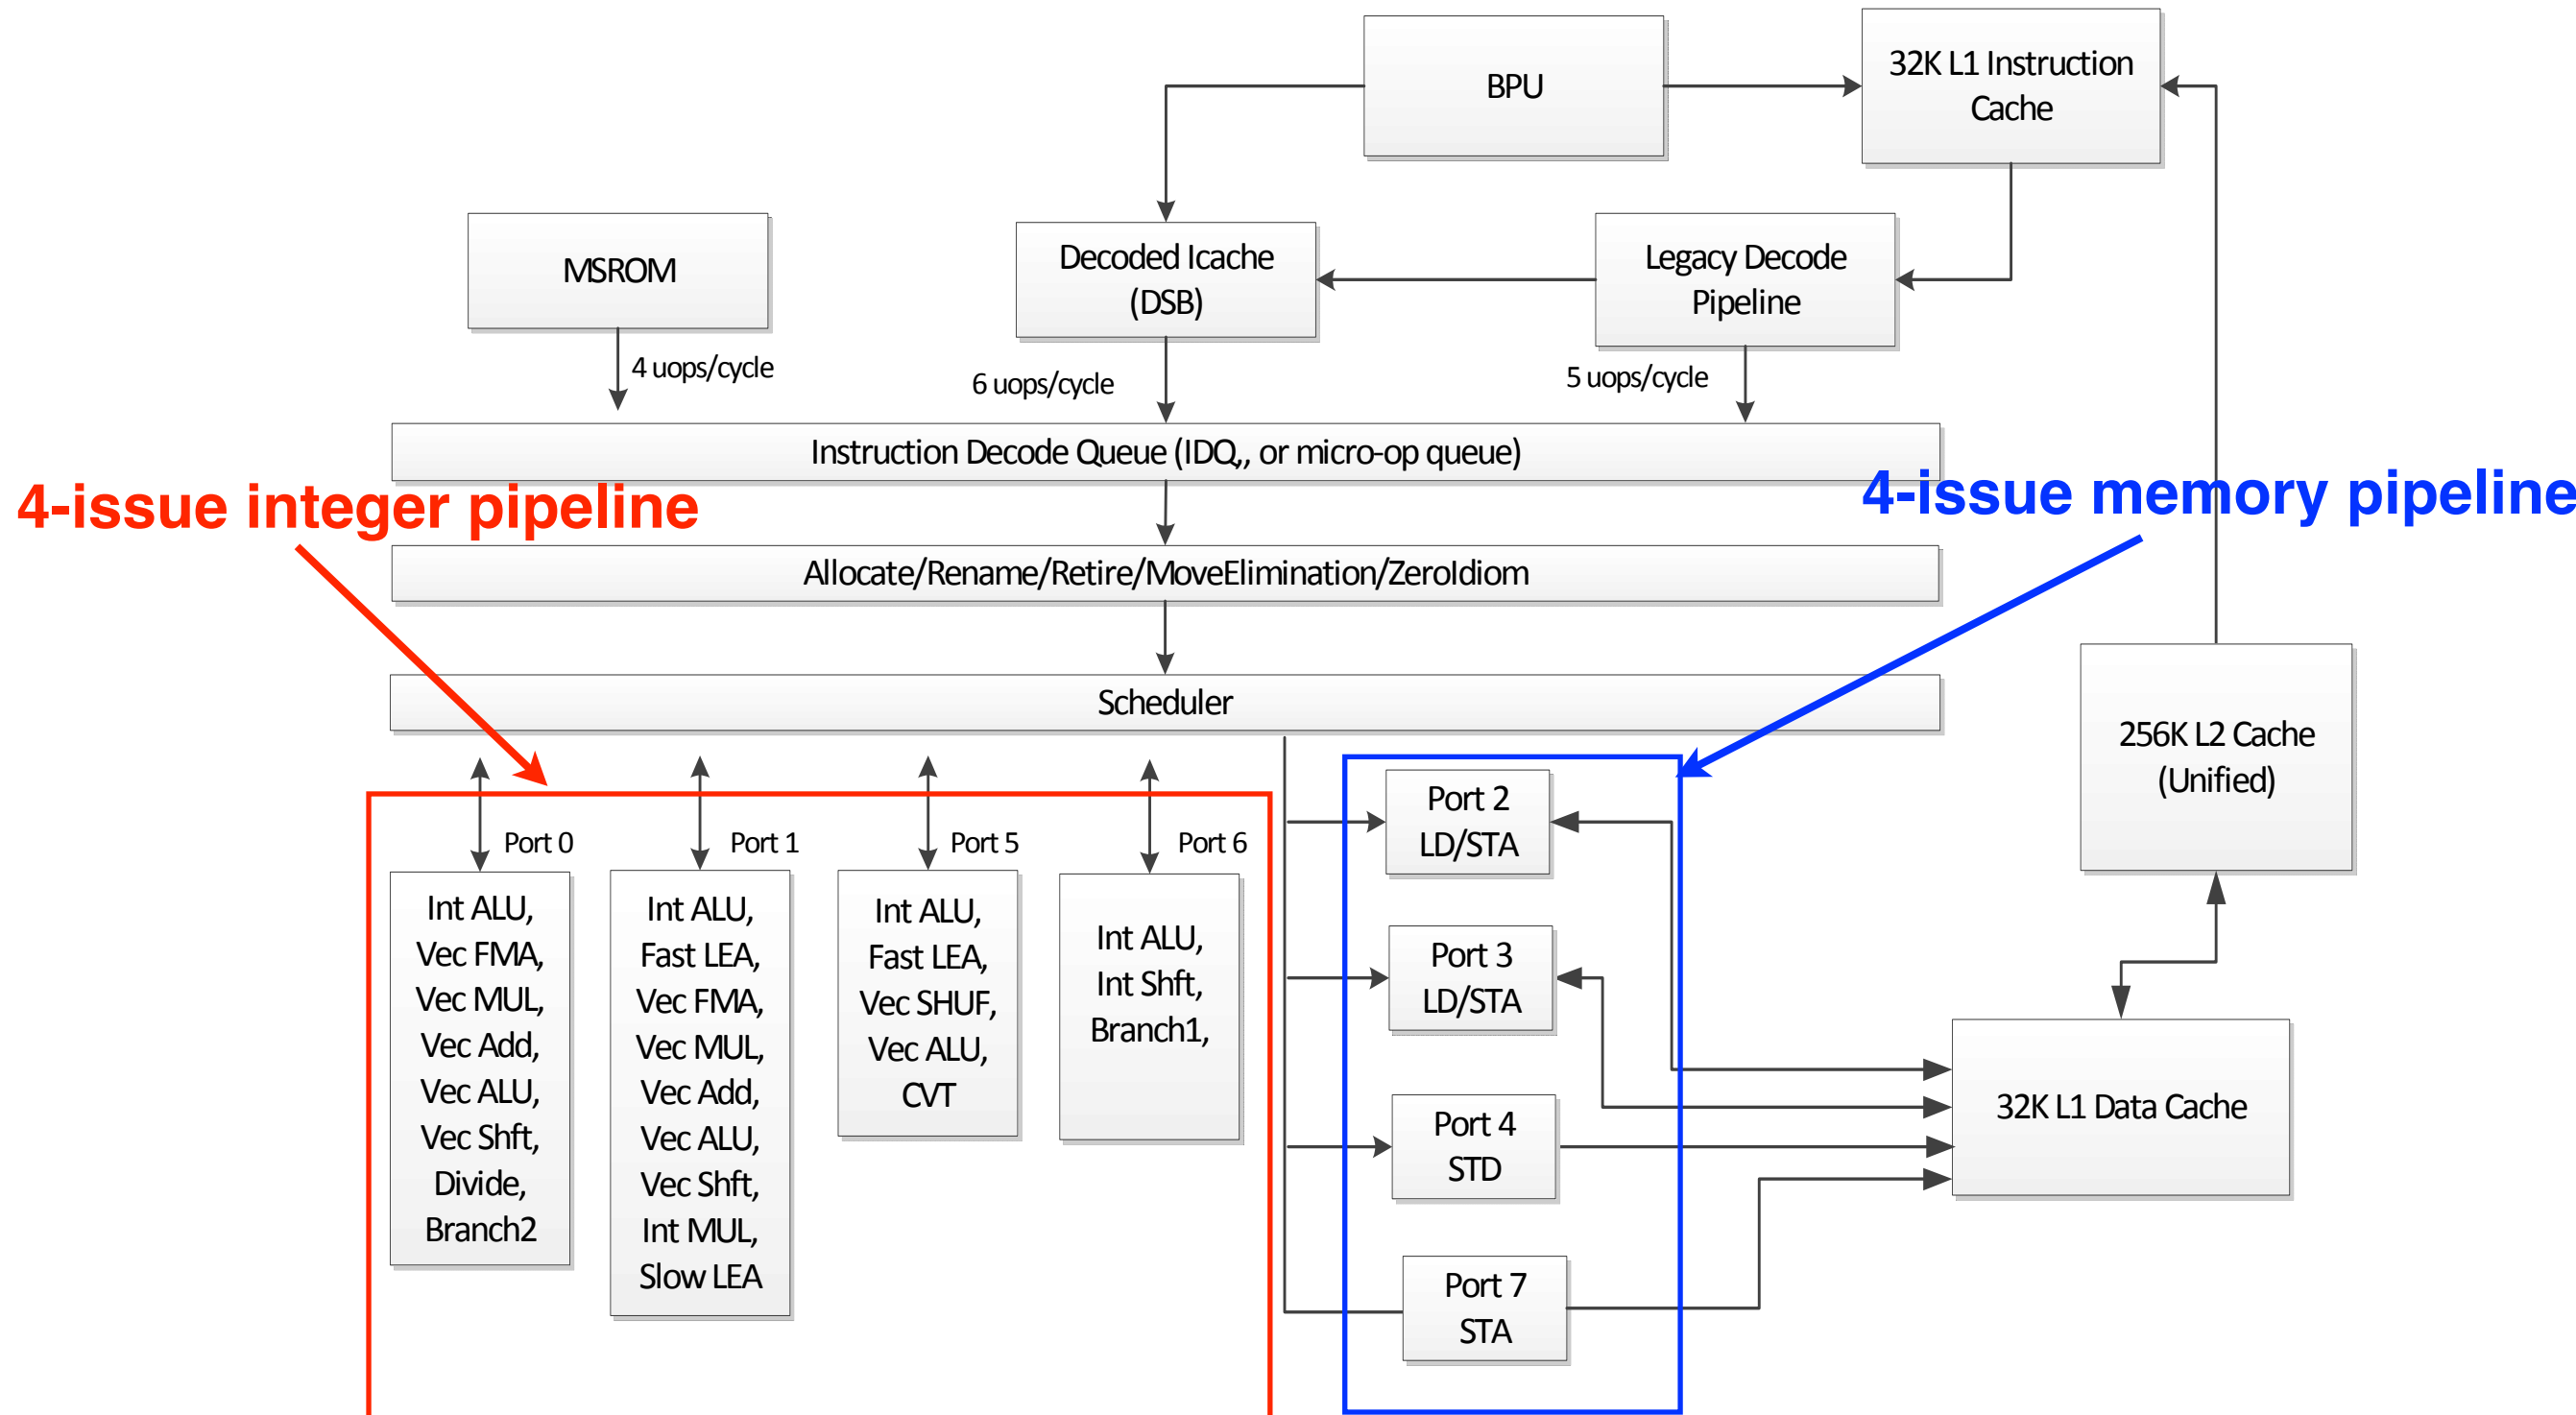 BPU
32K L1 Instruction
Cache
MSROM
Decoded Icache
(DSB)
Legacy Decode
Pipeline
4 uops/cycle
6 uops/cycle
5 uops/cycle
Instruction Decode Queue (IDQ,, or micro-op queue)
4-issue integer pipeline
4-issue memory pipeline
Allocate/Rename/Retire/MoveElimination/ZeroIdiom
Scheduler
256K L2 Cache
(Unified)
Port 0
Port 1
Port 5
Port 6
Int ALU,
Vec FMA,
Vec MUL,
Vec Add,
Vec ALU,
Vec Shft,
Divide,
Branch2
Int ALU,
Fast LEA,
Vec FMA,
Vec MUL,
Vec Add,
Vec ALU,
Vec Shft,
Int MUL,
Slow LEA
Int ALU,
Fast LEA,
Vec SHUF,
Vec ALU,
CVT
Int ALU,
Int Shft,
Branch1,
Port 2
LD/STA
Port 3
LD/STA
Port 4
STD
Port 7
STA
32K L1 Data Cache